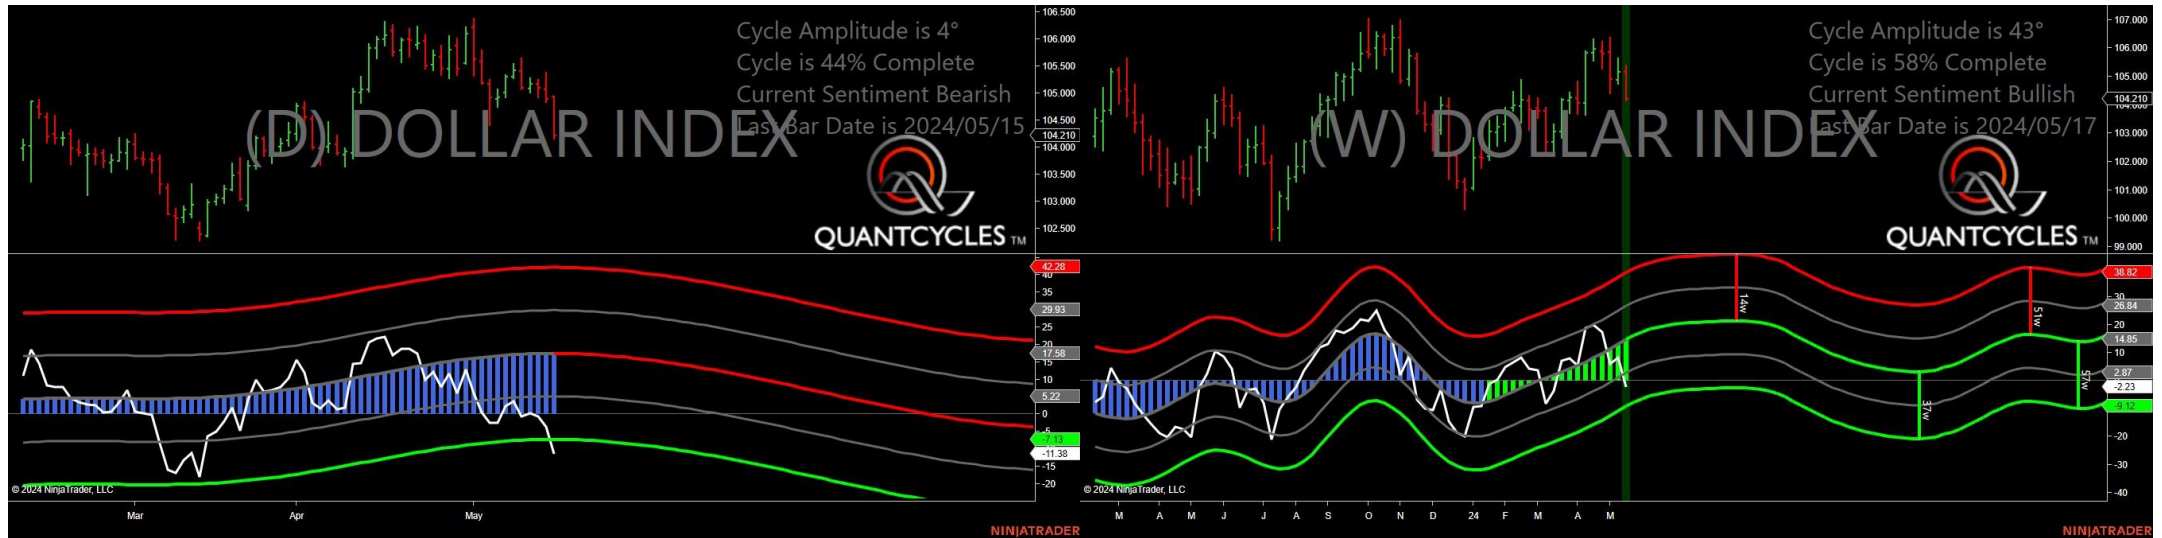 Cycle Amplitude is 4°
Cycle is 44% Complete
Current Sentiment Bearish
Last Bar Date is 2024/05/15
(D) DOLLAR INDEX
QUANTCYCLES TM
106.500
106.000
105.500
105.000
104.500
104.210
104.000
103.500
103.000
102.500
42.28
40
35
29.93
25
20
17.58
15
10
5.22
0
-5
-7.13
-11.38
-15
-20
© 2024 NinjaTrader, LLC
Mar Apr May
NINJATRADER
Cycle Amplitude is 43°
Cycle is 58% Complete
Current Sentiment Bullish
Last Bar Date is 2024/05/17
(W) DOLLAR INDEX
QUANTCYCLES TM
107.000
106.000
105.000
104.210
103.000
102.000
101.000
100.000
99.000
14w
51w
37w
57w
38.82
30
26.84
20
14.85
10
2.87
-2.23
-9.12
-20
-30
-40
© 2024 NinjaTrader, LLC
M A M J J A S O N D 24 F M A M
NINJATRADER